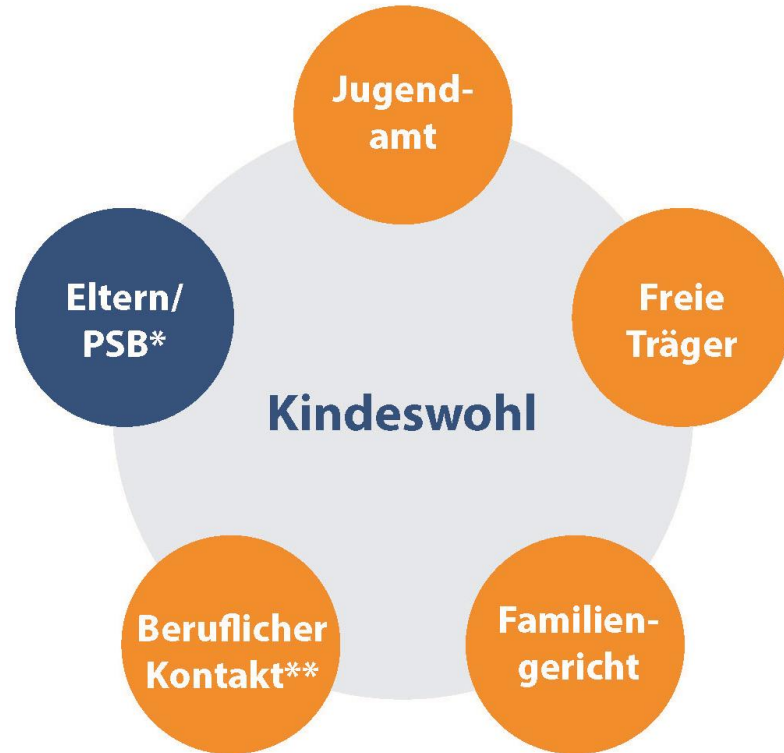 Jugend-
amt
Eltern/
PSB*
Freie
Träger
Kindeswohl
Beruflicher
Kontakt**
Familien-
gericht